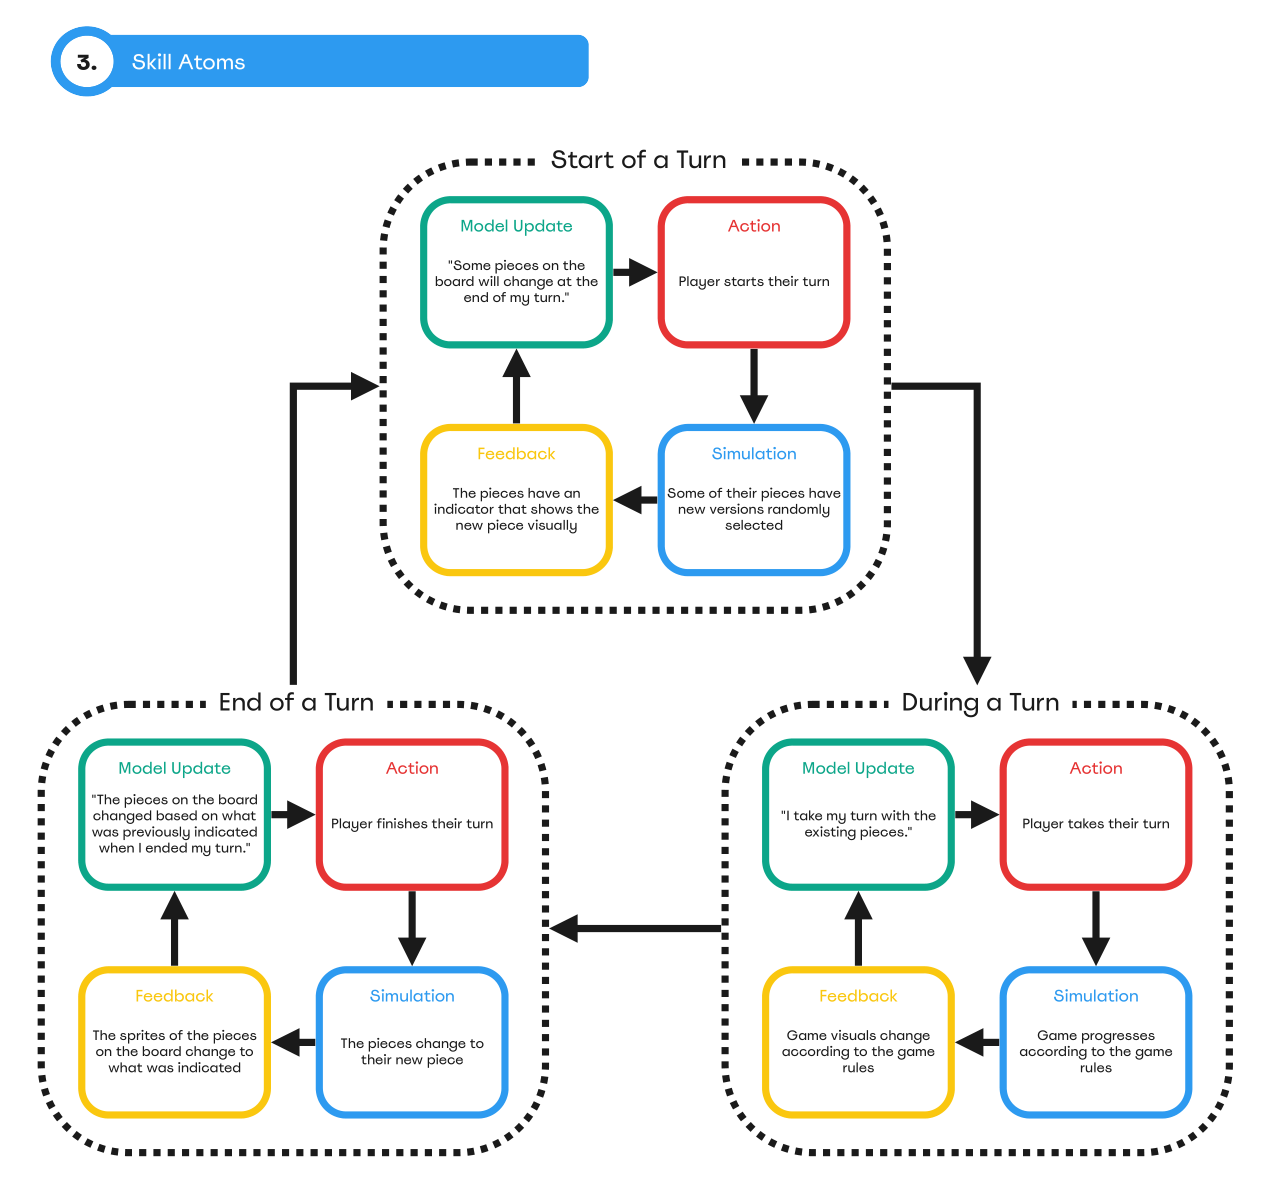 3.
Skill Atoms
Start of a Turn
Model Update
"Some pieces on the
board will change at the
end of my turn."
Action
Player starts their turn
Feedback
The pieces have an
indicator that shows the
new piece visually
Simulation
Some of their pieces have
new versions randomly
selected
End of a Turn
Model Update
"The pieces on the board
changed based on what
was previously indicated
when I ended my turn."
Action
Player finishes their turn
Feedback
The sprites of the pieces
on the board change to
what was indicated
Simulation
The pieces change to
their new piece
During a Turn
Model Update
"I take my turn with the
existing pieces."
Action
Player takes their turn
Feedback
Game visuals change
according to the game
rules
Simulation
Game progresses
according to the game
rules